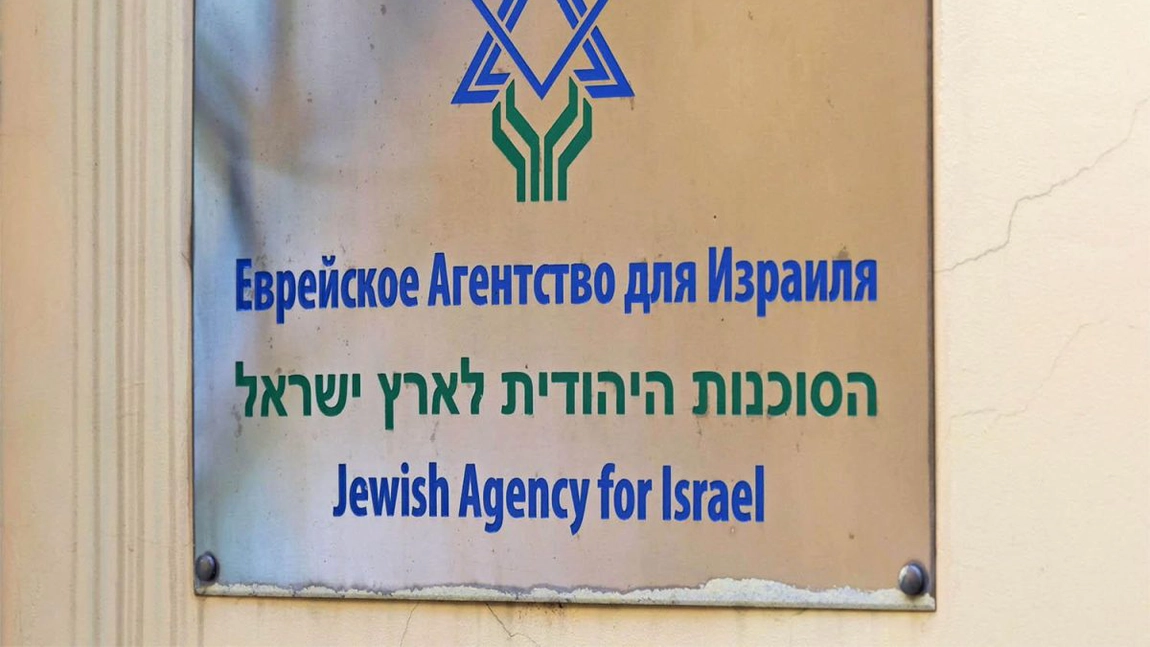 Еврейское Агентство для Израиля
הסוכנות היהודית לארץ ישראל
Jewish Agency for Israel